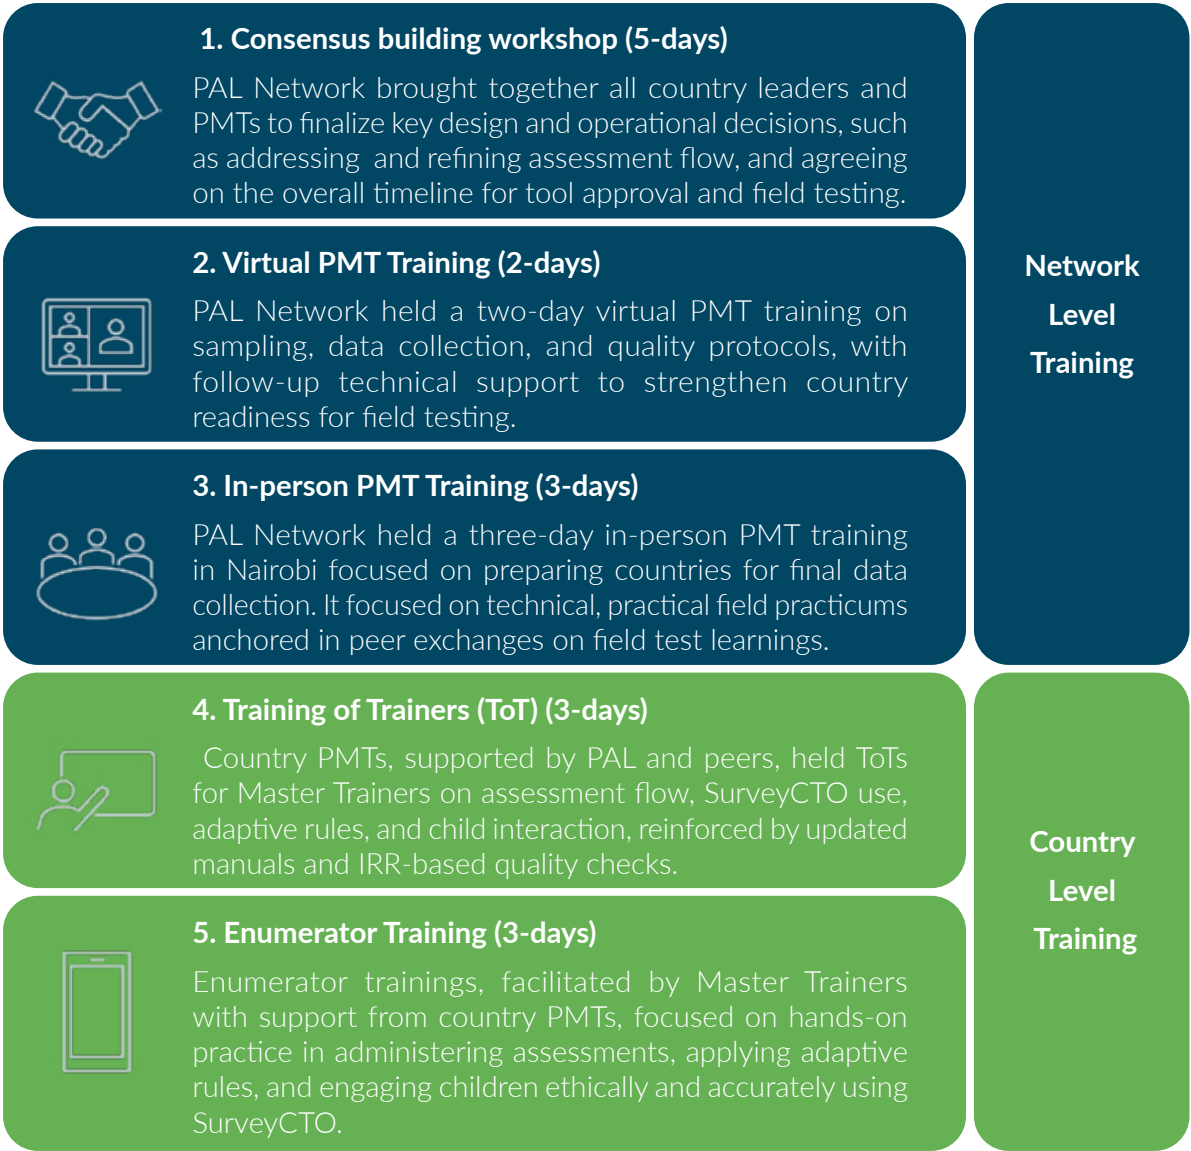 1. Consensus building workshop (5-days)
PAL Network brought together all country leaders and
PMTs to finalize key design and operational decisions, such
as addressing and refining assessment flow, and agreeing
on the overall timeline for tool approval and field testing.
2. Virtual PMT Training (2-days)
PAL Network held a two-day virtual PMT training on
sampling, data collection, and quality protocols, with
follow-up technical support to strengthen country
readiness for field testing.
3. In-person PMT Training (3-days)
PAL Network held a three-day in-person PMT training
in Nairobi focused on preparing countries for final data
collection. It focused on technical, practical field practicums
anchored in peer exchanges on field test learnings.
Network
Level
Training
4. Training of Trainers (ToT) (3-days)
Country PMTs, supported by PAL and peers, held ToTs
for Master Trainers on assessment flow, SurveyCTO use,
adaptive rules, and child interaction, reinforced by updated
manuals and IRR-based quality checks.
5. Enumerator Training (3-days)
Enumerator trainings, facilitated by Master Trainers
with support from country PMTs, focused on hands-on
practice in administering assessments, applying adaptive
rules, and engaging children ethically and accurately using
SurveyCTO.
Country
Level
Training